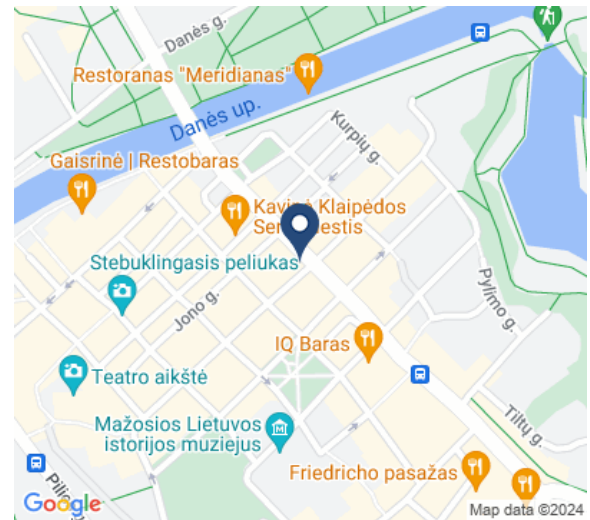 Danės g.
Restoranas "Meridianas"
Danės up.
Kurpių g.
Gaisrinė | Restobaras
Kavinė Klaipėdos
Stebuklingasis peliukas
Jono g.
Pylimo g.
IQ Baras
Teatro aikštė
Mažosios Lietuvos
istorijos muziejus
Tiltų g.
Friedricho pasažas
Google
Map data ©2024